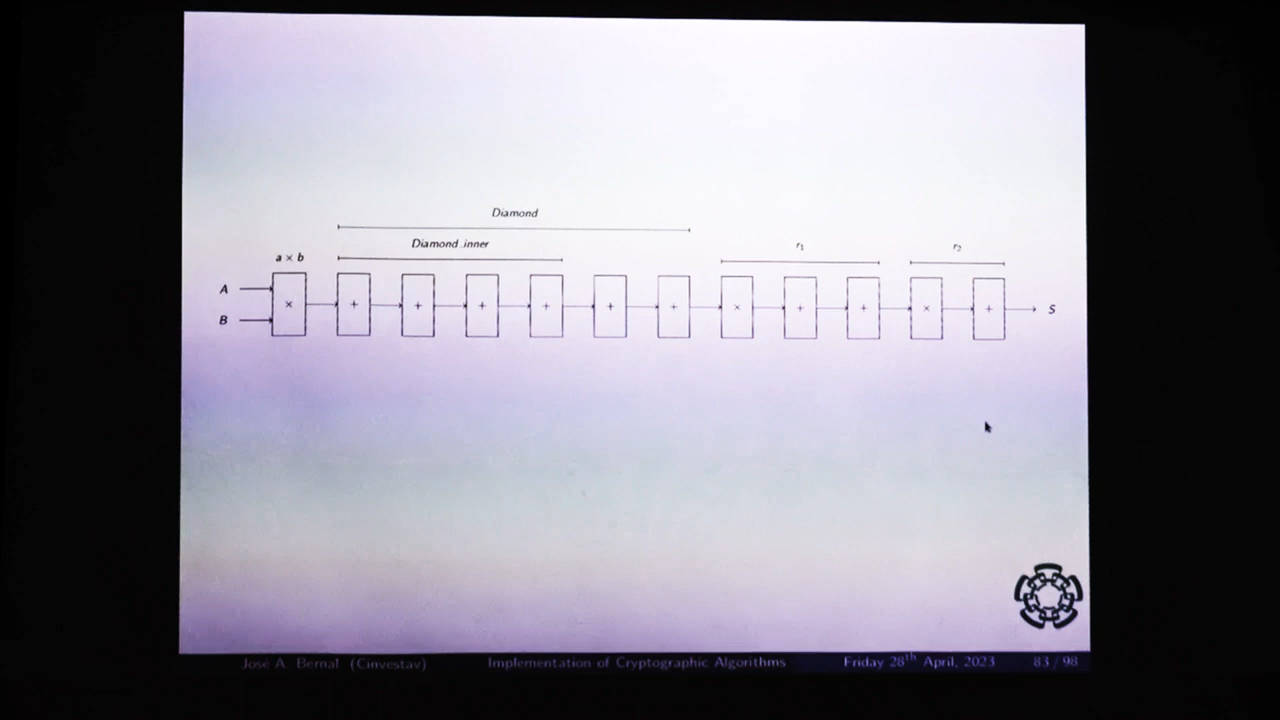 Diamond
Diamond_inner
r₁
r₂
a × b
A
B
× + + + + + + × + + × +
S
José A. Bernal (Cinvestav)
Implementation of Cryptographic Algorithms
Friday 28th April, 2023
83 / 98